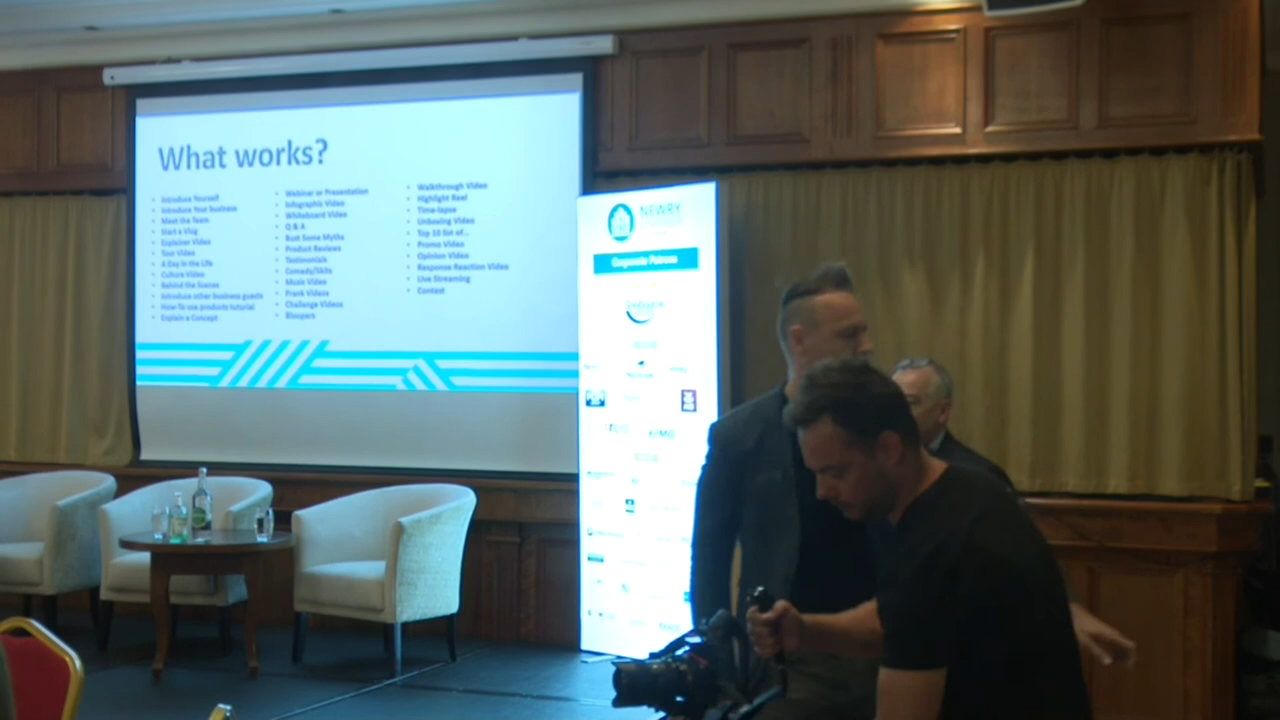 What works?
Introduce Yourself
Introduce Your business
Meet the Team
Start a Vlog
Explainer Video
Tour Video
A Day in the Life
Culture Video
Behind the Scenes
Introduce other business guests
How-To use products tutorial
Explain a Concept
Webinar or Presentation
Infographic Video
Whiteboard Video
Q & A
Bust Some Myths
Product Reviews
Testimonials
Comedy/Skits
Music Video
Prank Videos
Challenge Videos
Bloopers
Walkthrough Video
Highlight Reel
Time-lapse
Unboxing Video
Top 10 list of...
Promo Video
Opinion Video
Response Reaction Video
Live Streaming
Contest
NEWRY
Corporate Patrons
KPMG